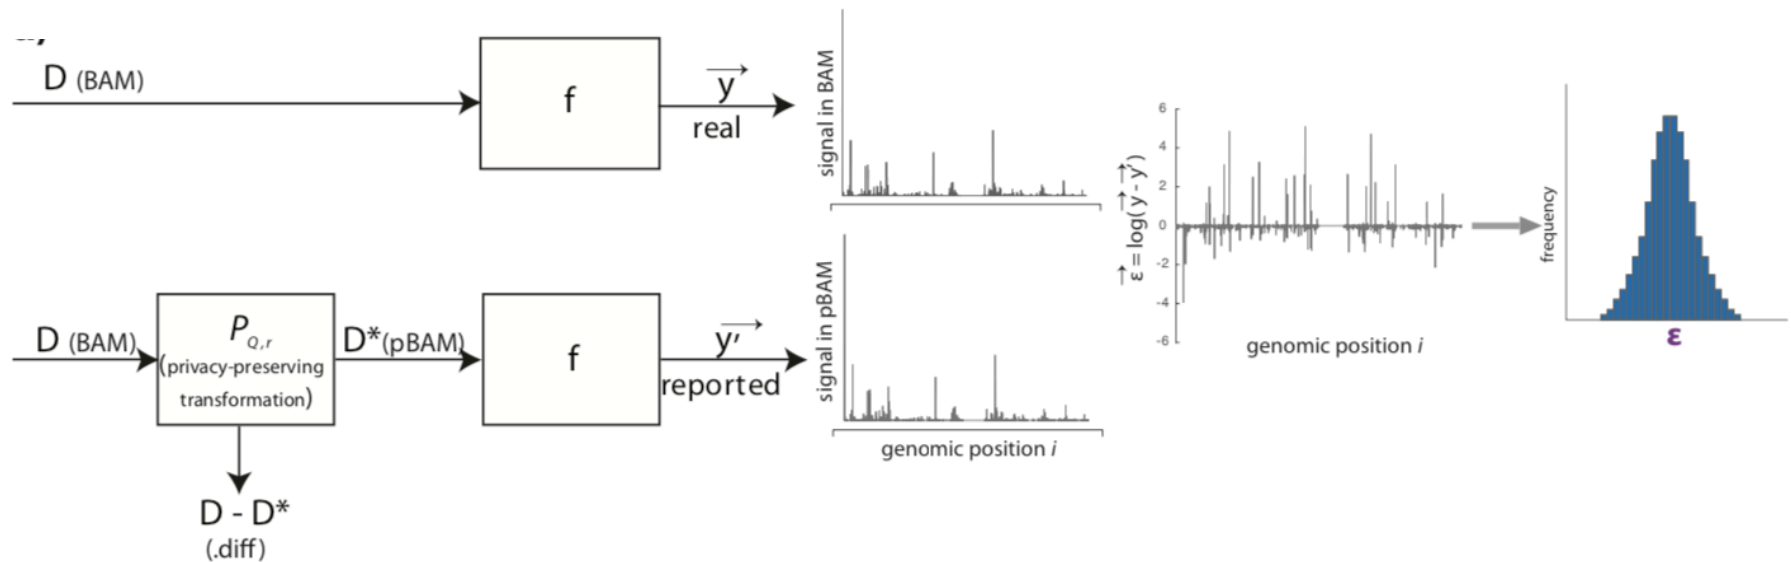 D (BAM)
f
y
real
signal in BAM
D (BAM)
P Q,r
(privacy-preserving
transformation)
D - D*
(.diff)
D*(pBAM)
f
y'
reported
signal in pBAM
genomic position i
ε = log( y - y')
6
4
2
0
-2
-4
-6
genomic position i
frequency
ε